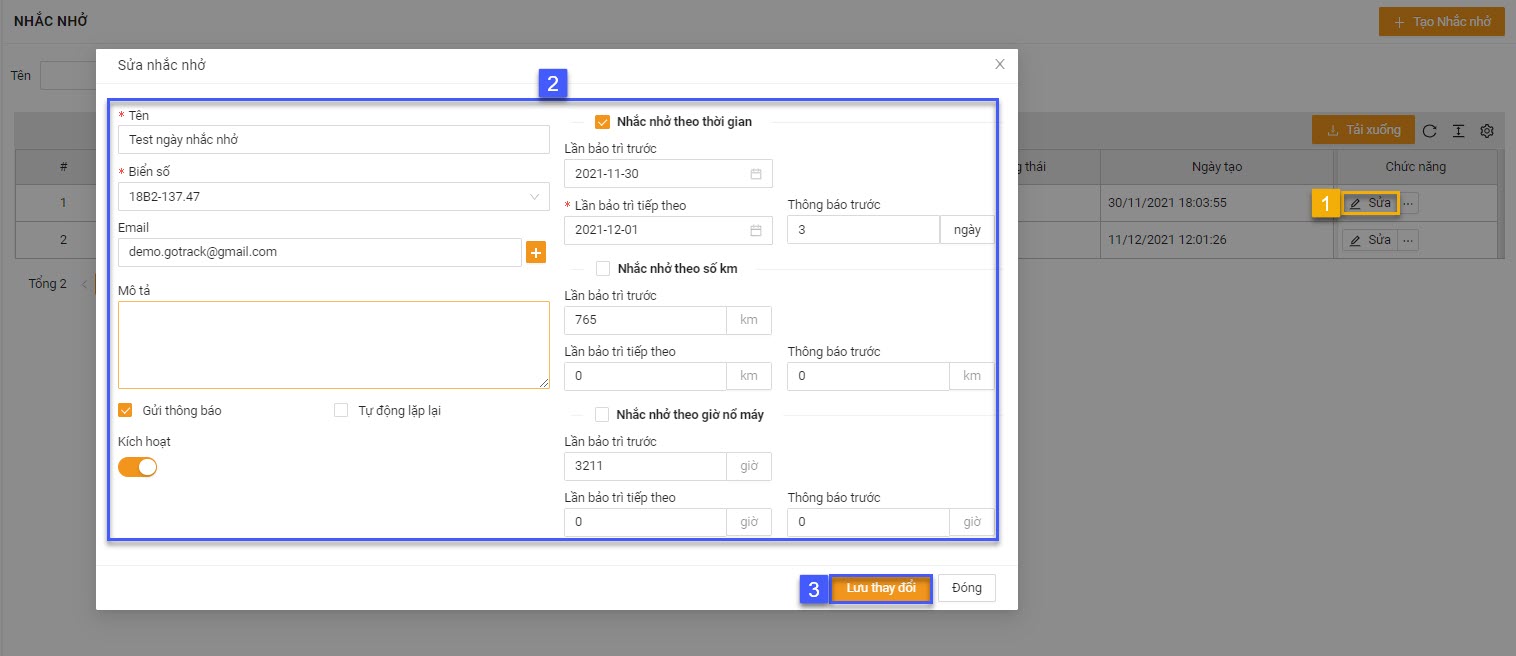 NHẮC NHỞ
+ Tạo Nhắc nhở
Tên
Sửa nhắc nhở
2
* Tên
Test ngày nhắc nhở
* Biển số
18B2-137.47
Email
demo.gotrack@gmail.com
+
Mô tả
Gửi thông báo
Tự động lặp lại
Kích hoạt
Nhắc nhở theo thời gian
Lần bảo trì trước
2021-11-30
* Lần bảo trì tiếp theo
Thông báo trước
2021-12-01
3 ngày
Nhắc nhở theo số km
Lần bảo trì trước
765 km
Lần bảo trì tiếp theo
Thông báo trước
0 km
0 km
Nhắc nhở theo giờ nổ máy
Lần bảo trì trước
3211 giờ
Lần bảo trì tiếp theo
Thông báo trước
0 giờ
0 giờ
3
Lưu thay đổi
Đóng
Tải xuống
#
thái
Ngày tạo
Chức năng
1
30/11/2021 18:03:55
1
Sửa ...
2
11/12/2021 12:01:26
Sửa ...
Tổng 2